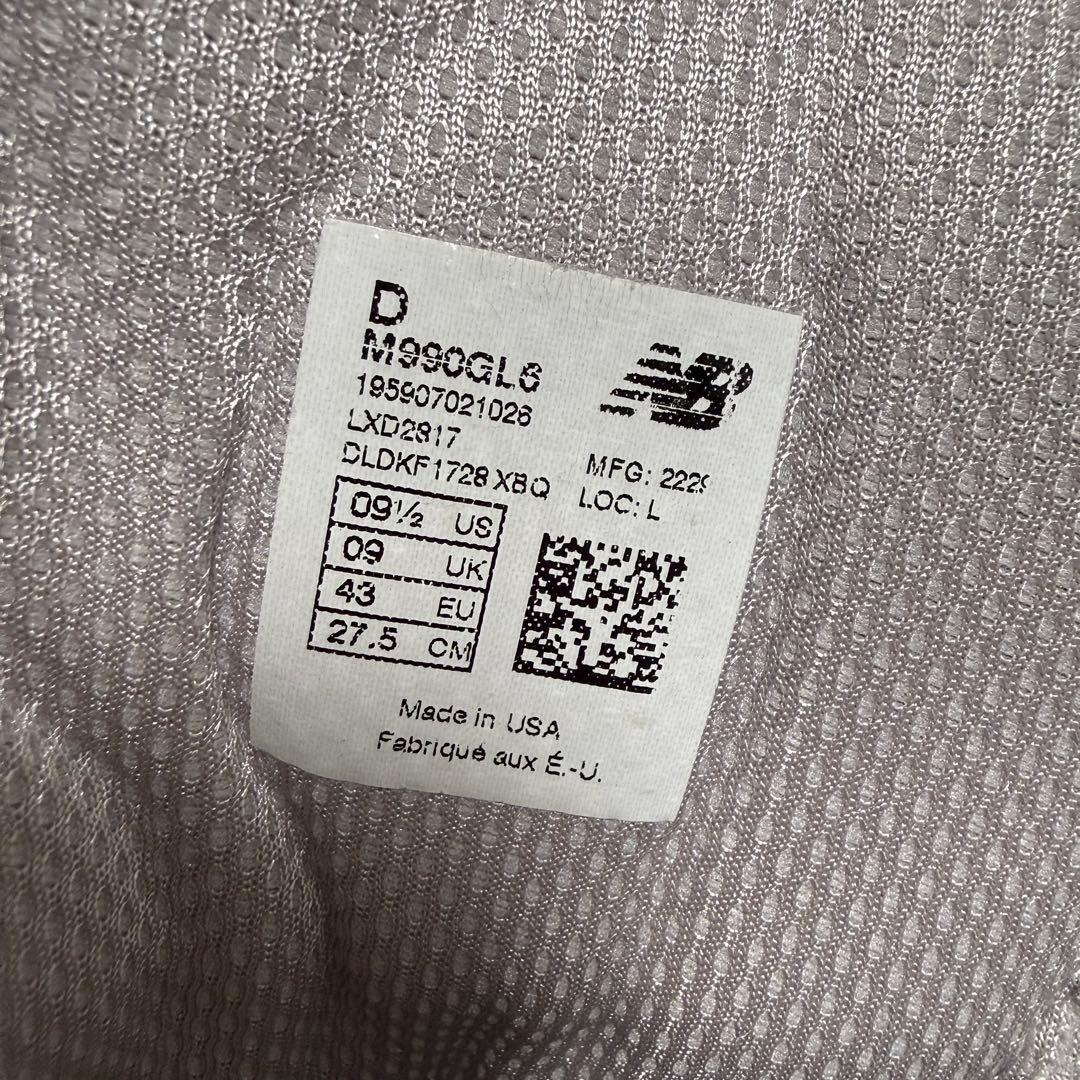 D
M990GL6
195907021026
LXD2817
DLDKF1728 XBQ
MFG: 2229
LOC: L
09½ US
09 UK
43 EU
27.5 CM
Made in USA
Fabriqué aux É.-U.